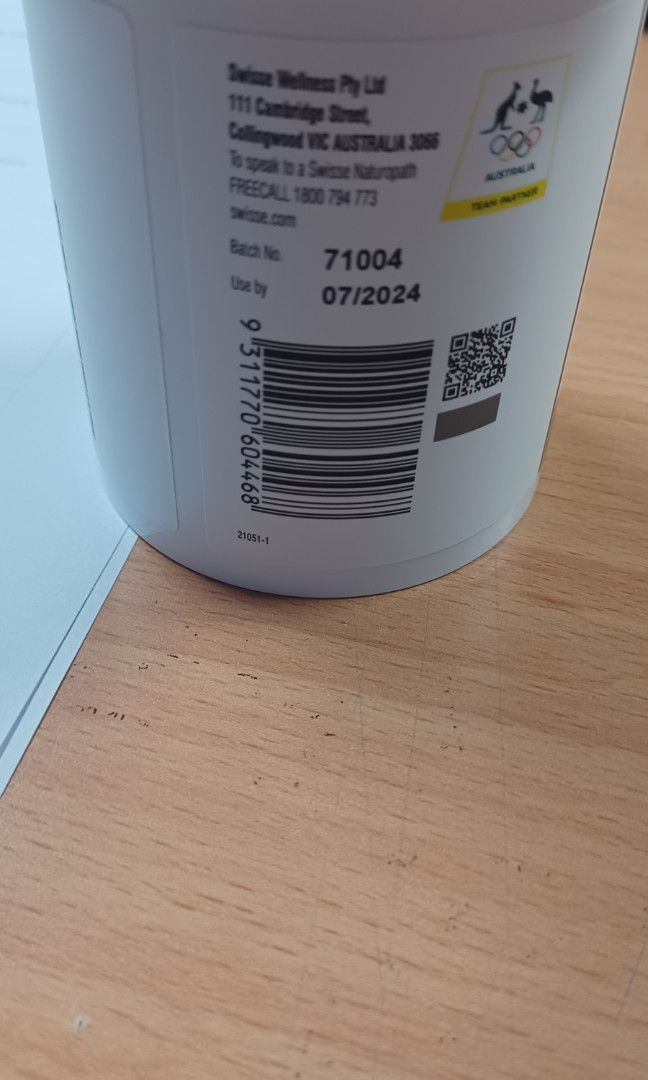 Swisse Wellness Pty Ltd
111 Cambridge Street,
Collingwood VIC AUSTRALIA 3066
To speak to a Swisse Naturopath
FREECALL 1800 794 773
swisse.com
AUSTRALIA
TEAM PARTNER
Batch No. 71004
Use by 07/2024
9 311770 604468
21051-1